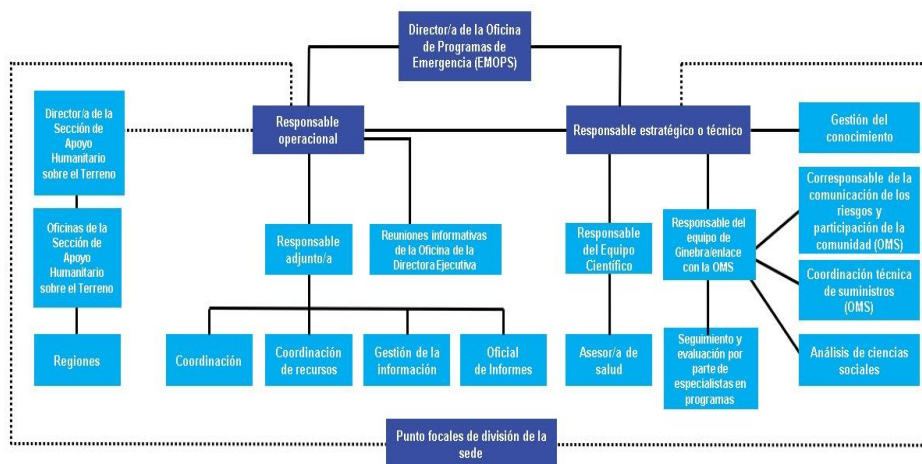 Director/a de la Oficina
de Programas de
Emergencia (EMOPS)
Director/a de la
Sección de
Apoyo
Humanitario
sobre el Terreno
Responsable
operacional
Responsable estratégico o técnico
Gestión del
conocimiento
Oficinas de la
Sección de
Apoyo
Humanitario
sobre el Terreno
Responsable
adjunto/a
Reuniones informativas
de la Oficina de la
Directora Ejecutiva
Responsable
del Equipo
Científico
Responsable del
equipo de
Ginebra/enlace
con la OMS
Corresponsable de la
comunicación de los
riesgos y
participación de la
comunidad (OMS)
Coordinación técnica
de suministros
(OMS)
Regiones
Coordinación
Coordinación
de recursos
Gestión de la
información
Oficial
de Informes
Asesor/a de
salud
Seguimiento y
evaluación por
parte de
especialistas en
programas
Análisis de ciencias
sociales
Punto focales de división de la
sede